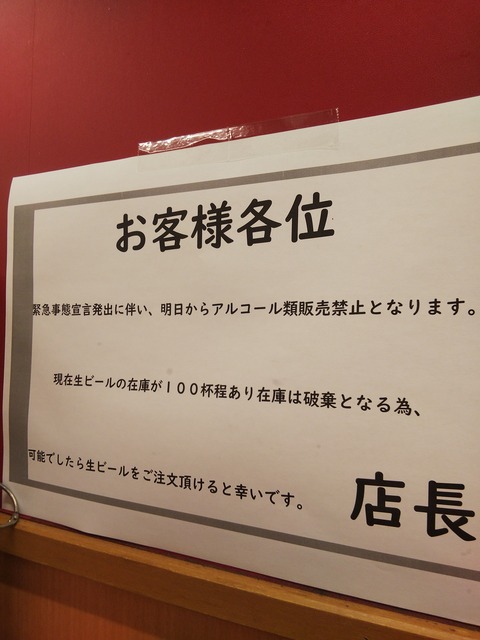 お客様各位
緊急事態宣言発出に伴い、明日からアルコール類販売禁止となります。
現在生ビールの在庫が１００杯程あり在庫は破棄となる為、
可能でしたら生ビールをご注文頂けると幸いです。
店長